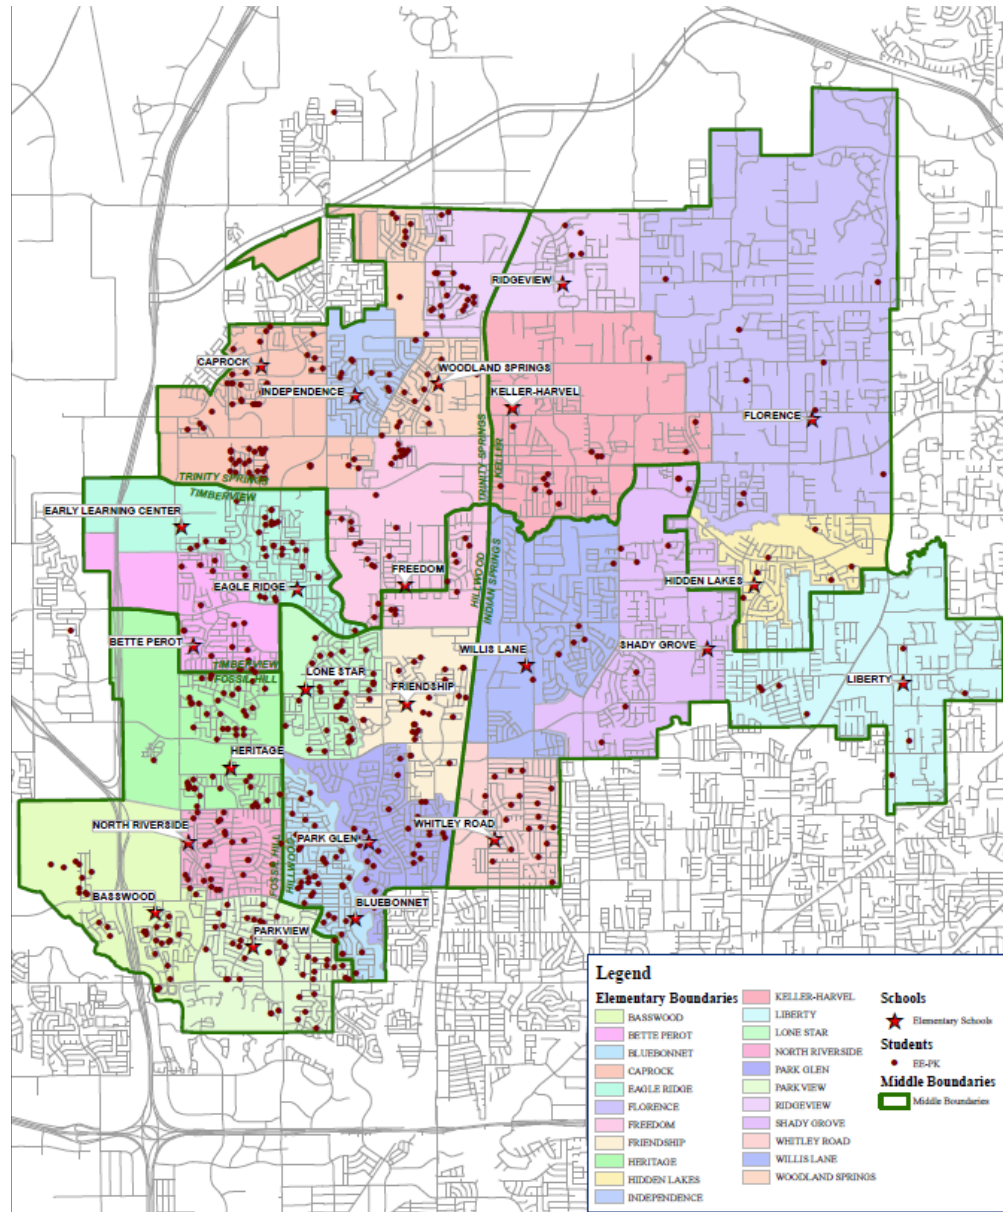 RIDGEVIEW
CAPROCK
WOODLAND SPRINGS
INDEPENDENCE
KELLER-HARVEL
FLORENCE
TRINITY SPRINGS
KELLER
TRINITY SPRINGS
TIMBERVIEW
EARLY LEARNING CENTER
FREEDOM
EAGLE RIDGE
HIDDEN LAKES
HILLWOOD
INDIAN SPRINGS
BETTE PEROT
WILLIS LANE
SHADY GROVE
TIMBERVIEW
FOSSIL HILL
LONE STAR
FRIENDSHIP
LIBERTY
HERITAGE
NORTH RIVERSIDE
WHITLEY ROAD
PARK GLEN
FOSSIL HILL
HILLWOOD
BASSWOOD
BLUEBONNET
PARKVIEW
Legend
Elementary Boundaries
BASSWOOD
BETTE PEROT
BLUEBONNET
CAPROCK
EAGLE RIDGE
FLORENCE
FREEDOM
FRIENDSHIP
HERITAGE
HIDDEN LAKES
INDEPENDENCE
KELLER-HARVEL
LIBERTY
LONE STAR
NORTH RIVERSIDE
PARK GLEN
PARKVIEW
RIDGEVIEW
SHADY GROVE
WHITLEY ROAD
WILLIS LANE
WOODLAND SPRINGS
Schools
Elementary Schools
Students
EE-PK
Middle Boundaries
Middle Boundaries